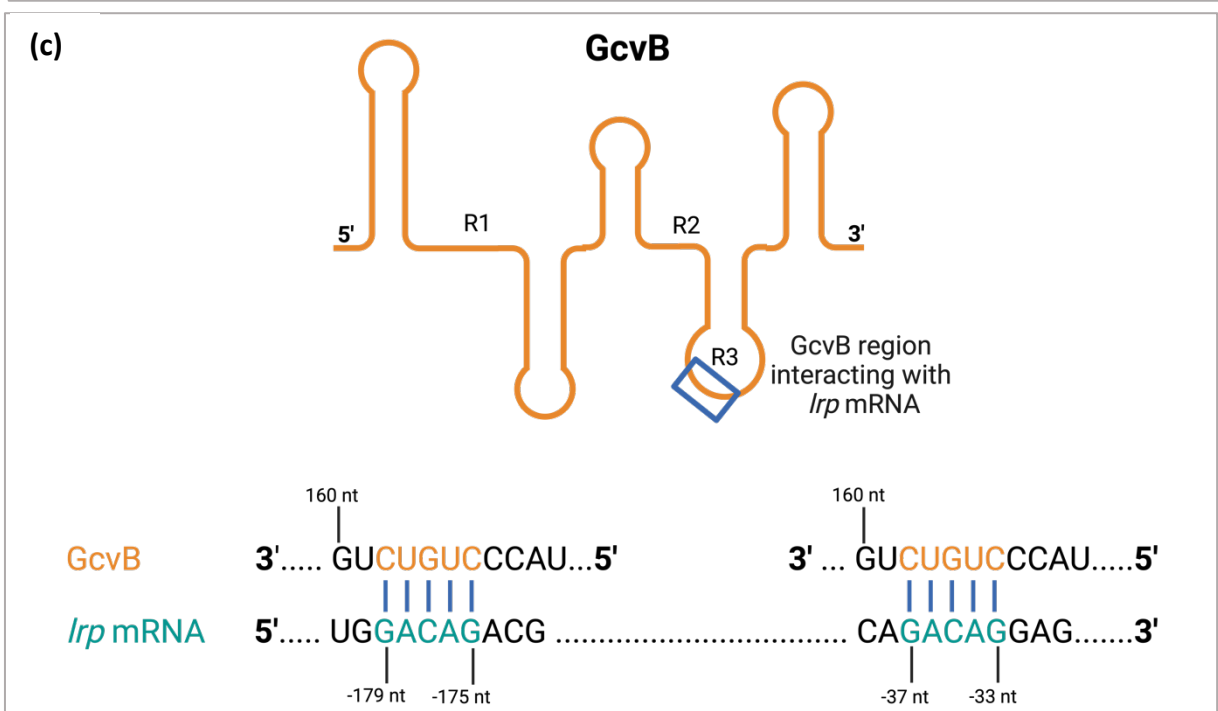 (c)
GcvB
5'
R1
R2
3'
R3
GcvB region
interacting with
lrp mRNA
160 nt
160 nt
GcvB 3'..... GUCUGUCCCAU...5' 3' ... GUCUGUCCCAU.....5'
lrp mRNA 5'..... UGGACAGACG ................................ CAGACAGGAG.......3'
-179 nt -175 nt -37 nt -33 nt